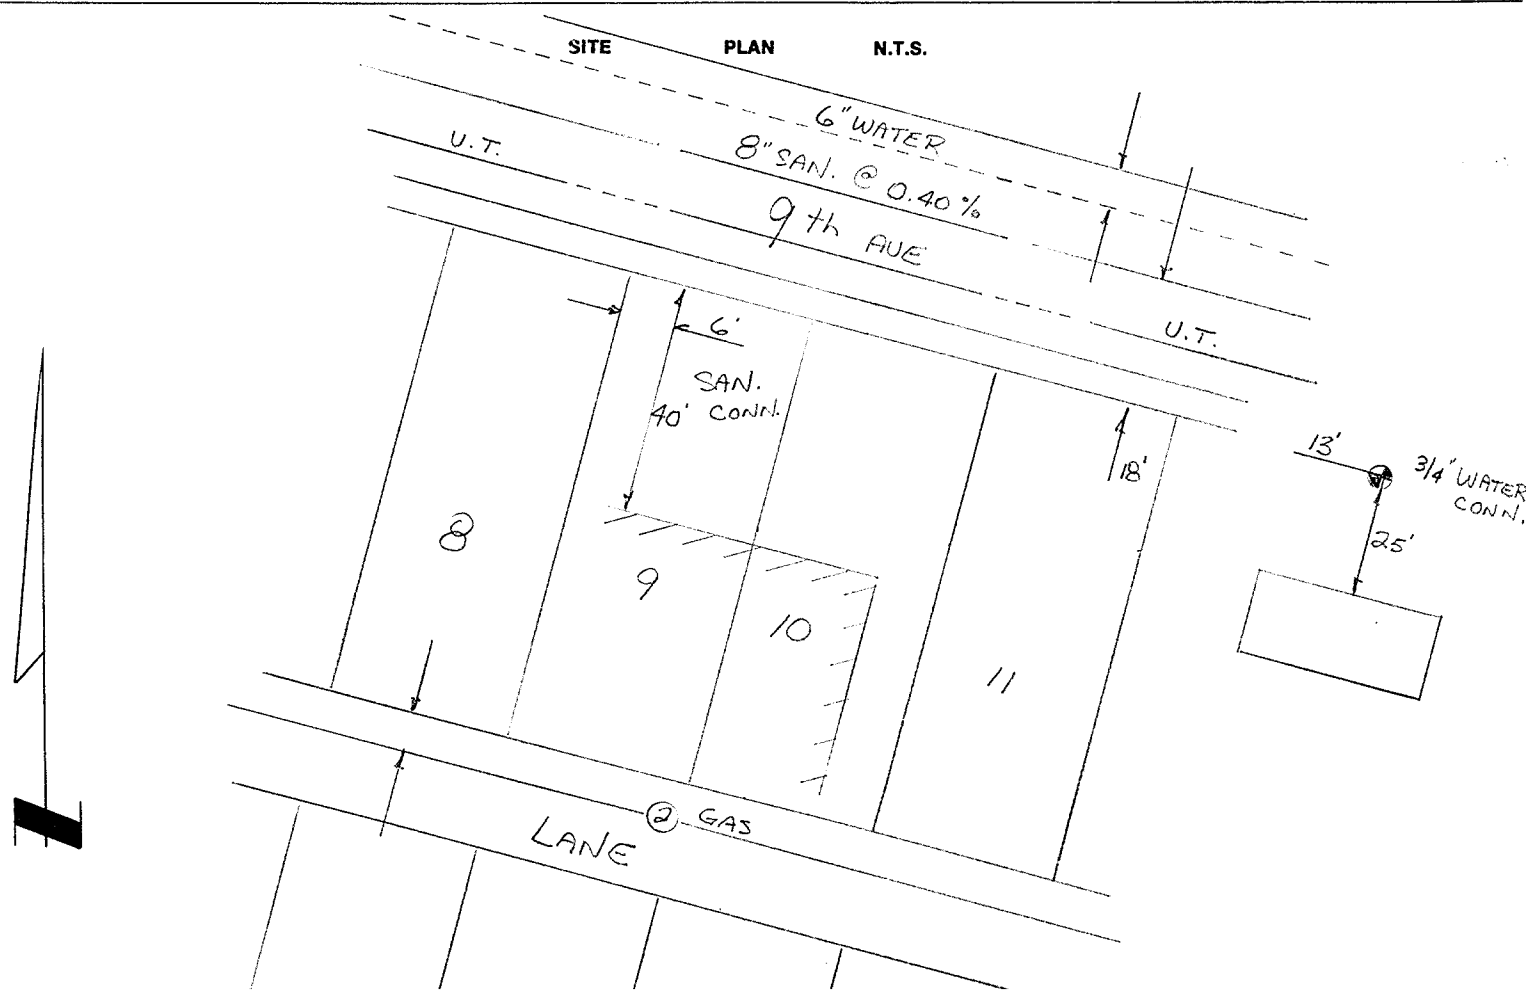 SITE PLAN N.T.S.
6" WATER
8" SAN. @ 0.40%
U.T.
9th AVE
U.T.
6'
SAN.
40' CONN.
18'
13'
3/4" WATER
CONN.
25'
8
9
10
11
2 GAS
LANE